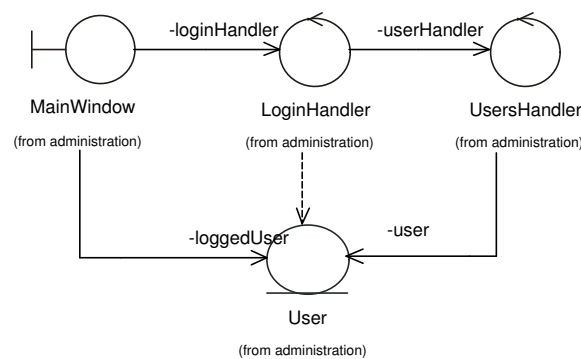 -loginHandler
-userHandler
MainWindow
LoginHandler
UsersHandler
(from administration)
(from administration)
(from administration)
-loggedUser
-user
User
(from administration)